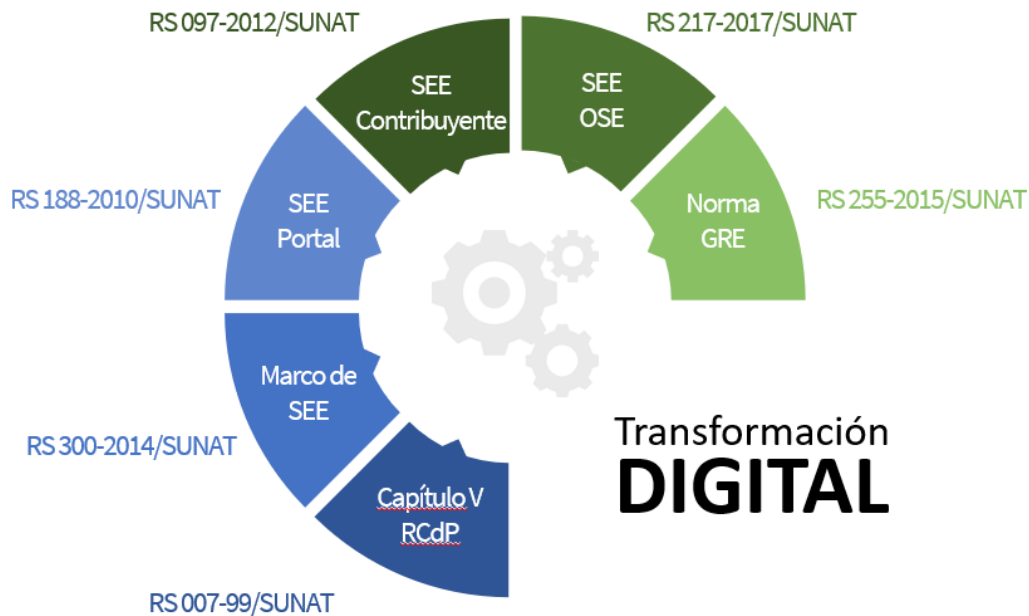 RS 097-2012/SUNAT
RS 217-2017/SUNAT
SEE
Contribuyente
SEE
OSE
RS 188-2010/SUNAT
SEE
Portal
Norma
GRE
RS 255-2015/SUNAT
Marco de
SEE
RS 300-2014/SUNAT
Transformación
DIGITAL
Capítulo V
RCdP
RS 007-99/SUNAT